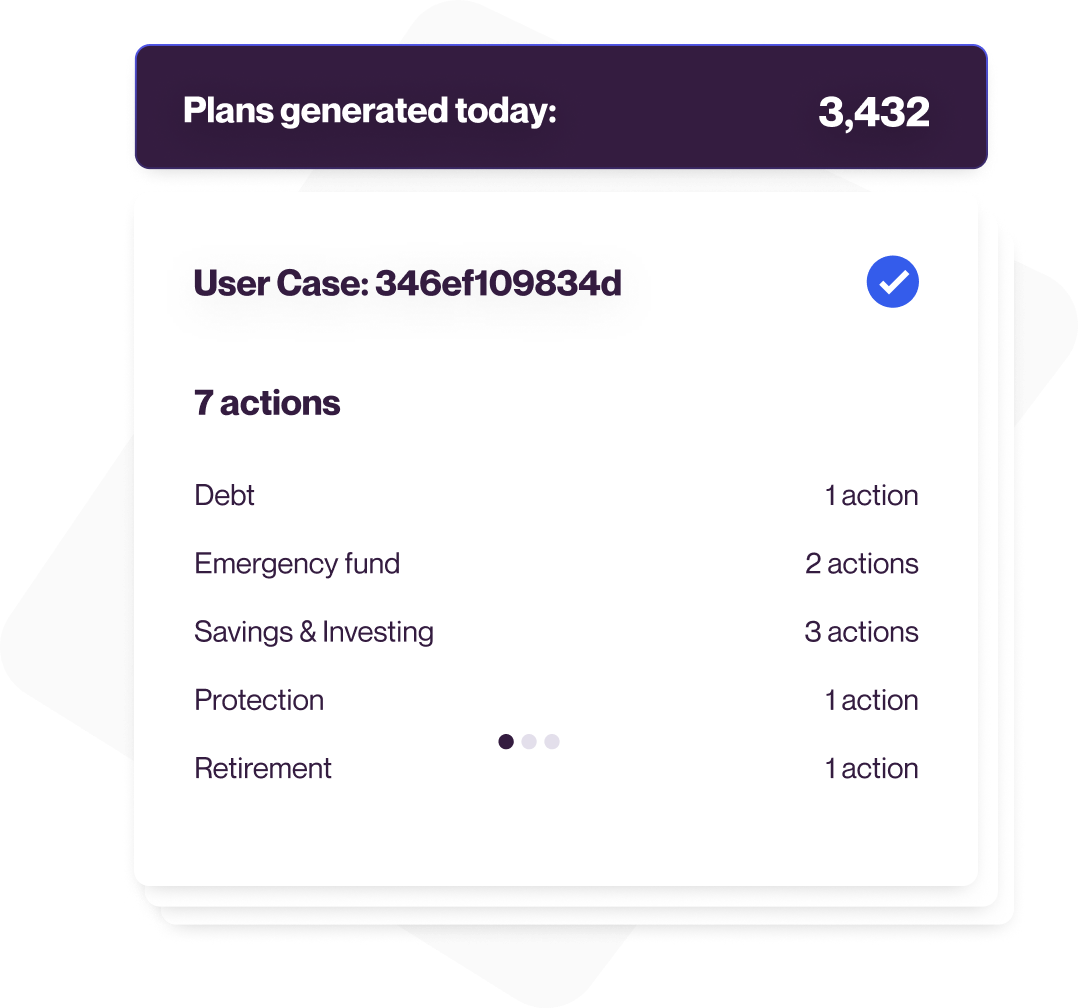 Plans generated today: 3,432
User Case: 346ef109834d
7 actions
Debt 1 action
Emergency fund 2 actions
Savings & Investing 3 actions
Protection 1 action
Retirement 1 action